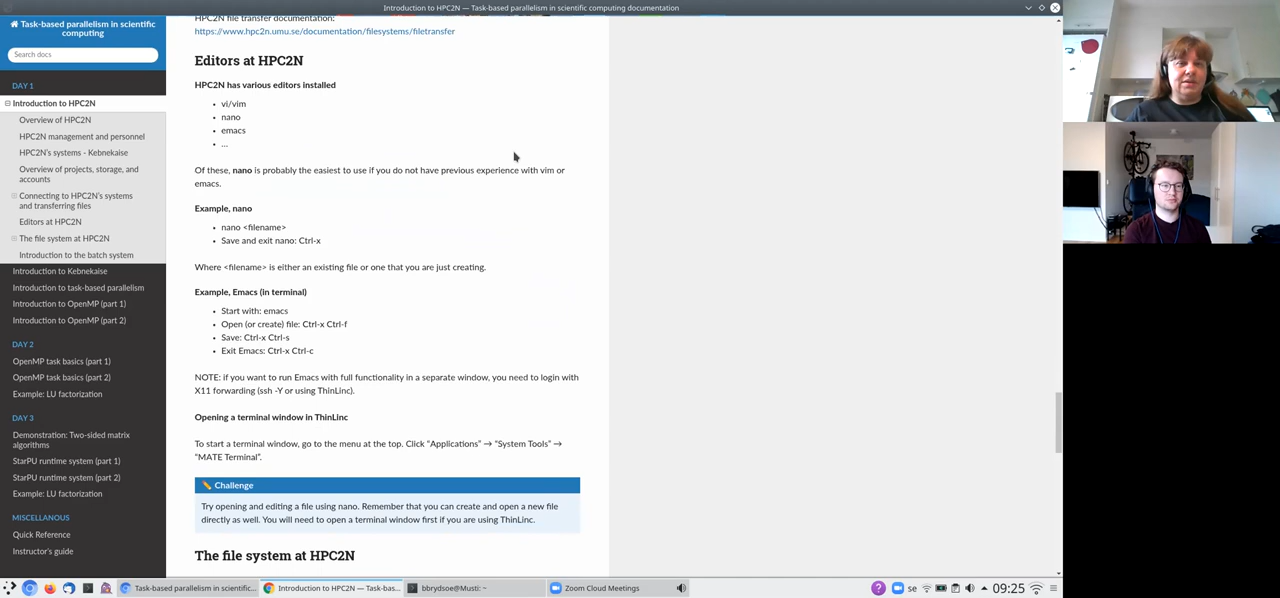 Introduction to HPC2N — Task-based parallelism in scientific computing documentation
Task-based parallelism in scientific
computing
Search docs
DAY 1
Introduction to HPC2N
Overview of HPC2N
HPC2N management and personnel
HPC2N's systems - Kebnekaise
Overview of projects, storage, and
accounts
Connecting to HPC2N's systems
and transferring files
Editors at HPC2N
The file system at HPC2N
Introduction to the batch system
Introduction to Kebnekaise
Introduction to task-based parallelism
Introduction to OpenMP (part 1)
Introduction to OpenMP (part 2)
DAY 2
OpenMP task basics (part 1)
OpenMP task basics (part 2)
Example: LU factorization
DAY 3
Demonstration: Two-sided matrix
algorithms
StarPU runtime system (part 1)
StarPU runtime system (part 2)
Example: LU factorization
MISCELLANEOUS
Quick Reference
Instructor's guide
HPC2N file transfer documentation:
https://www.hpc2n.umu.se/documentation/filesystems/filetransfer
Editors at HPC2N
HPC2N has various editors installed
• vi/vim
• nano
• emacs
• ...
Of these, nano is probably the easiest to use if you do not have previous experience with vim or
emacs.
Example, nano
• nano <filename>
• Save and exit nano: Ctrl-x
Where <filename> is either an existing file or one that you are just creating.
Example, Emacs (in terminal)
• Start with: emacs
• Open (or create) file: Ctrl-x Ctrl-f
• Save: Ctrl-x Ctrl-s
• Exit Emacs: Ctrl-x Ctrl-c
NOTE: if you want to run Emacs with full functionality in a separate window, you need to login with
X11 forwarding (ssh -Y or using ThinLinc).
Opening a terminal window in ThinLinc
To start a terminal window, go to the menu at the top. Click “Applications” → “System Tools” →
“MATE Terminal”.
Challenge
Try opening and editing a file using nano. Remember that you can create and open a new file
directly as well. You will need to open a terminal window first if you are using ThinLinc.
The file system at HPC2N
Task-based parallelism in scientific...
Introduction to HPC2N — Task-bas...
bbrydsoe@Musti: ~
Zoom Cloud Meetings
se
09:25